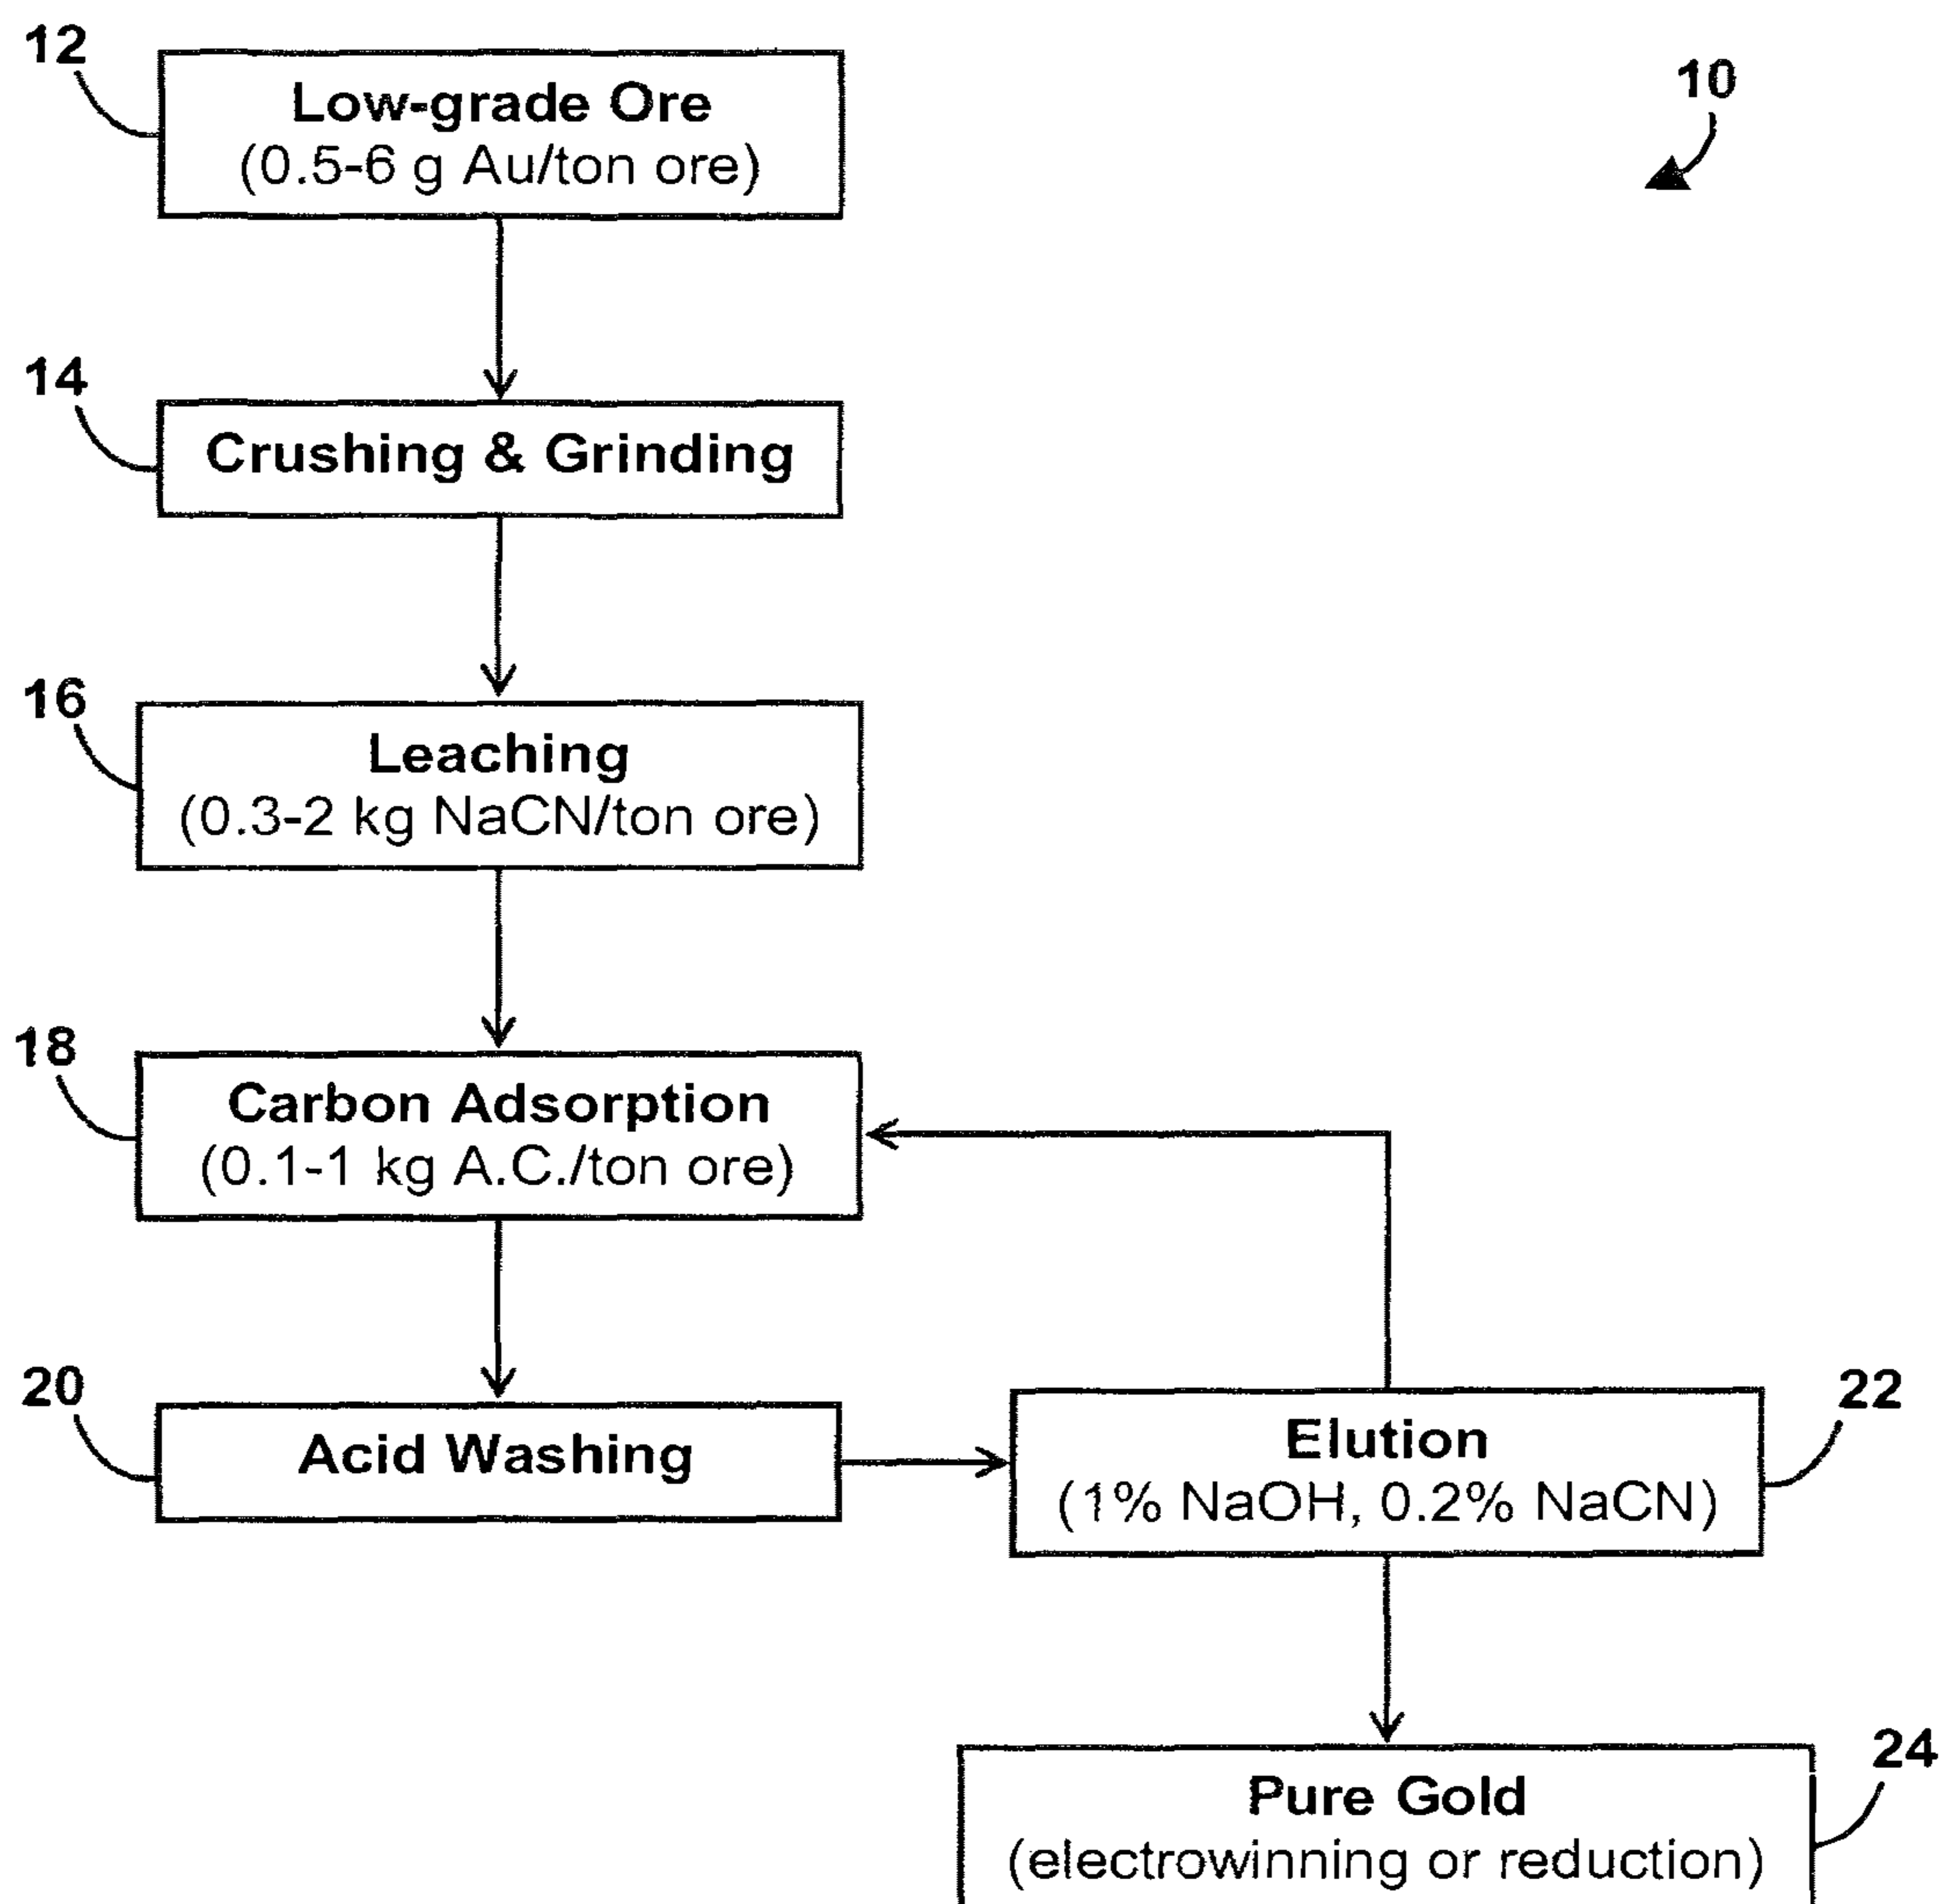 12
Low-grade Ore
(0.5-6 g Au/ton ore)
10
14
Crushing & Grinding
16
Leaching
(0.3-2 kg NaCN/ton ore)
18
Carbon Adsorption
(0.1-1 kg A.C./ton ore)
20
Acid Washing
22
Elution
(1% NaOH, 0.2% NaCN)
24
Pure Gold
(electrowinning or reduction)